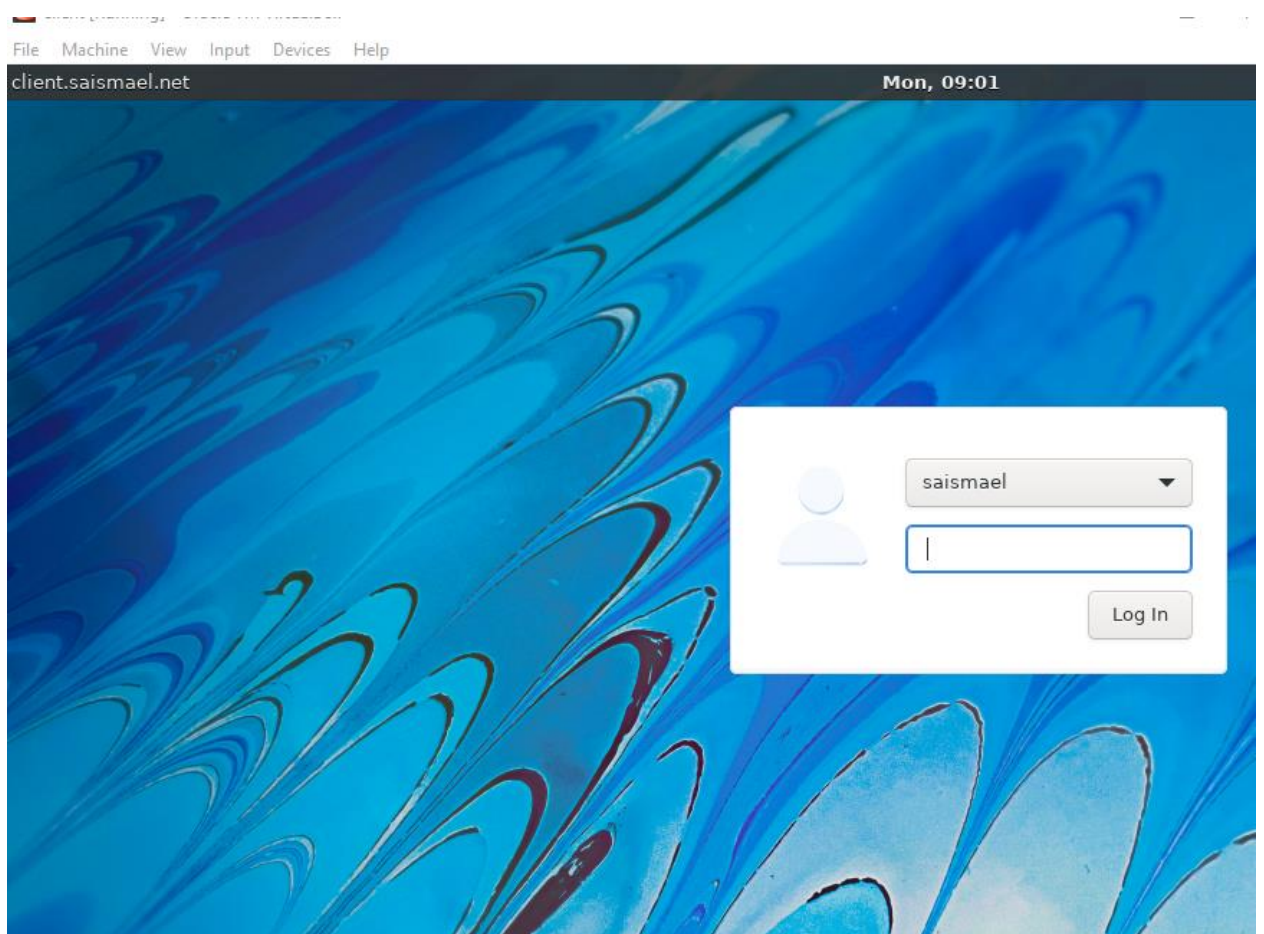 File Machine View Input Devices Help
client.saismael.net Mon, 09:01
saismael
Log In